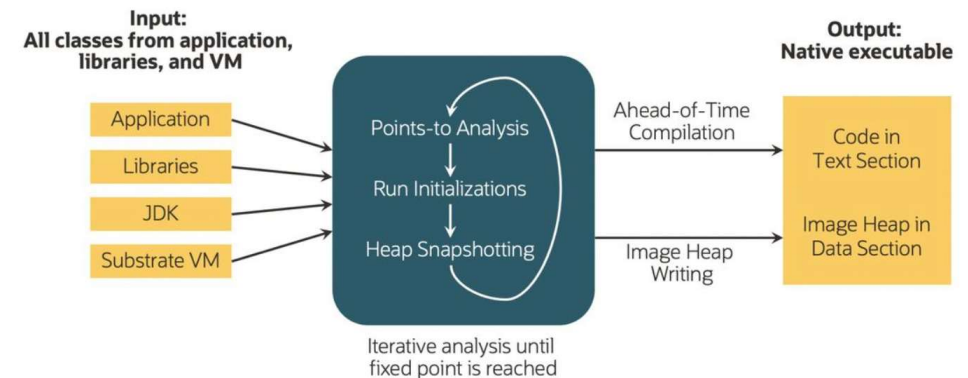 Input:
All classes from application,
libraries, and VM
Application
Libraries
JDK
Substrate VM
Points-to Analysis
Run Initializations
Heap Snapshotting
Iterative analysis until
fixed point is reached
Ahead-of-Time
Compilation
Image Heap
Writing
Output:
Native executable
Code in
Text Section
Image Heap in
Data Section